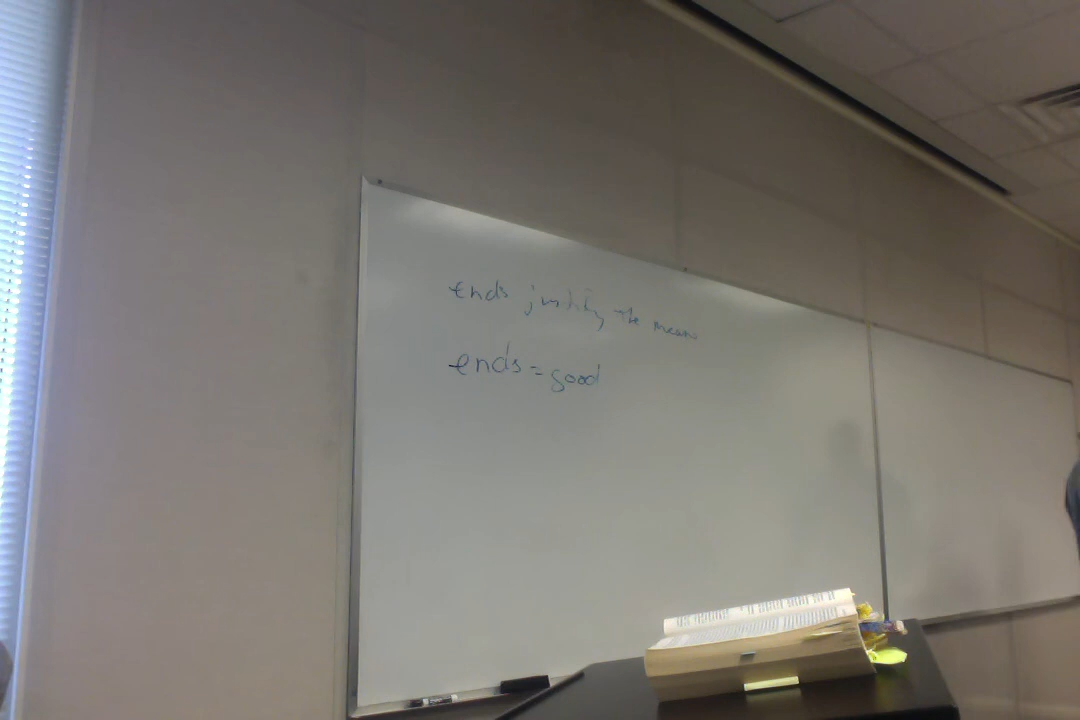 ends justify the means
ends = good